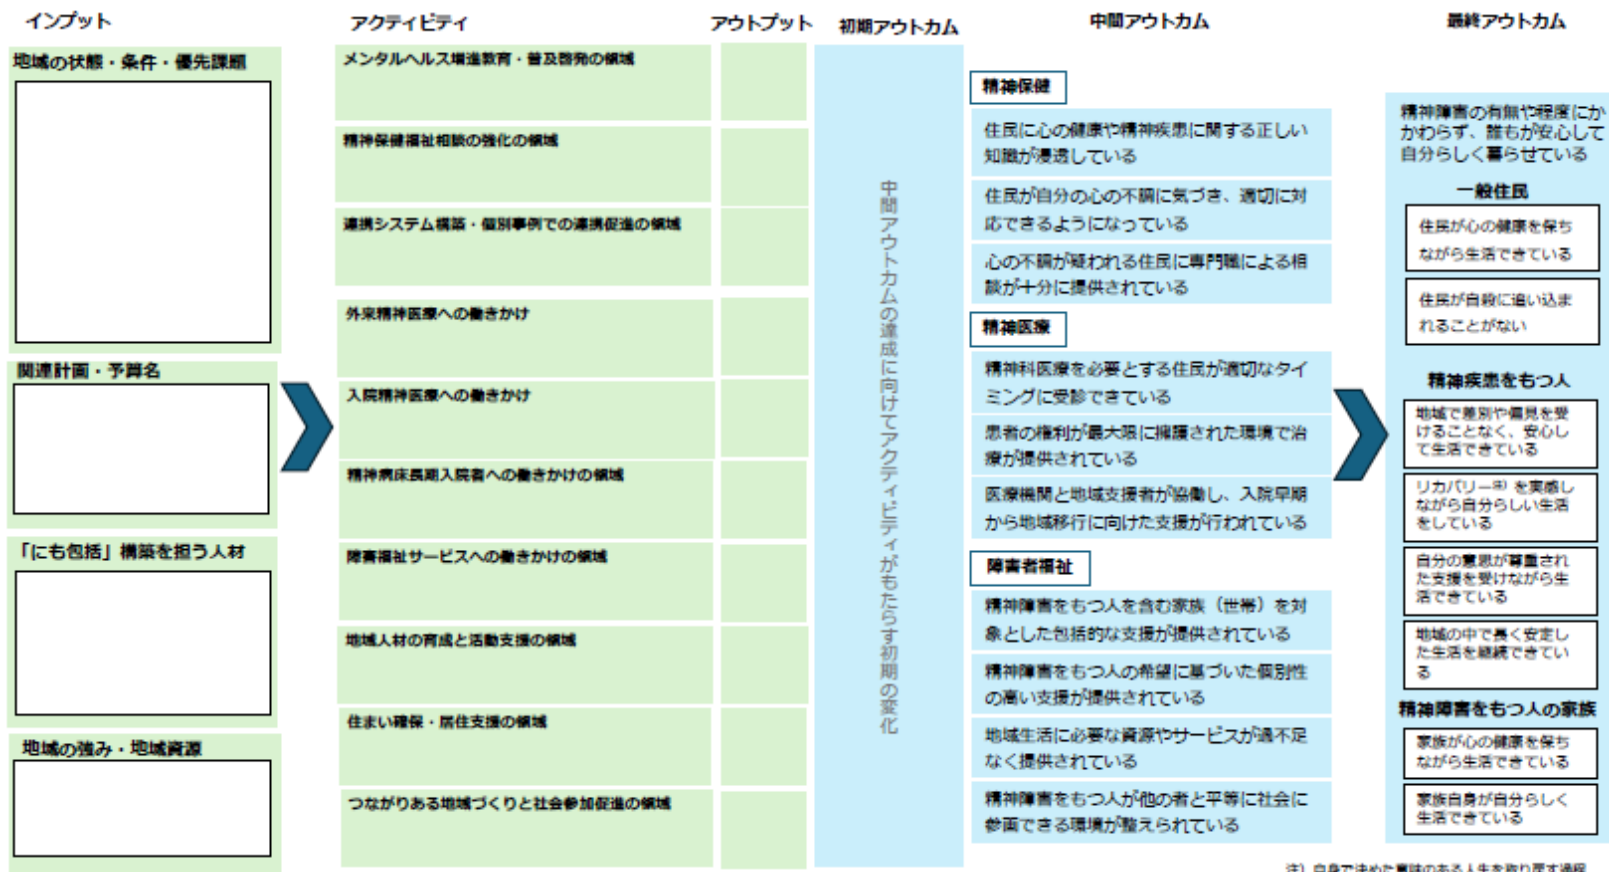 インプット
アクティビティ
アウトプット
初期アウトカム
中間アウトカム
最終アウトカム
地域の状態・条件・優先課題
関連計画・予算名
「にも包括」構築を担う人材
地域の強み・地域資源
メンタルヘルス増進教育・普及啓発の領域
精神保健福祉相談の強化の領域
連携システム構築・個別事例での連携促進の領域
外来精神医療への働きかけ
入院精神医療への働きかけ
精神病床長期入院者への働きかけの領域
障害福祉サービスへの働きかけの領域
地域人材の育成と活動支援の領域
住まい確保・居住支援の領域
つながりある地域づくりと社会参加促進の領域
中間アウトカムの達成に向けてアクティビティがもたらす初期の変化
精神保健
住民に心の健康や精神疾患に関する正しい
知識が浸透している
住民が自分の心の不調に気づき、適切に対
応できるようになっている
心の不調が疑われる住民に専門職による相
談が十分に提供されている
精神医療
精神科医療を必要とする住民が適切なタイ
ミングに受診できている
患者の権利が最大限に擁護された環境で治
療が提供されている
医療機関と地域支援者が協働し、入院早期
から地域移行に向けた支援が行われている
障害者福祉
精神障害をもつ人を含む家族（世帯）を対
象とした包括的な支援が提供されている
精神障害をもつ人の希望に基づいた個別性
の高い支援が提供されている
地域生活に必要な資源やサービスが過不足
なく提供されている
精神障害をもつ人が他の者と平等に社会に
参画できる環境が整えられている
精神障害の有無や程度にか
かわらず、誰もが安心して
自分らしく暮らせている
一般住民
住民が心の健康を保ち
ながら生活できている
住民が自殺に追い込ま
れることがない
精神疾患をもつ人
地域で差別や偏見を受
けることなく、安心し
て生活できている
リカバリー注）を実感し
ながら自分らしい生活
をしている
自分の意思が尊重され
た支援を受けながら生
活できている
地域の中で長く安定し
た生活を継続できてい
る
精神障害をもつ人の家族
家族が心の健康を保ち
ながら生活できている
家族自身が自分らしく
生活できている
注）自身で決めた意味のある人生を取り戻す過程